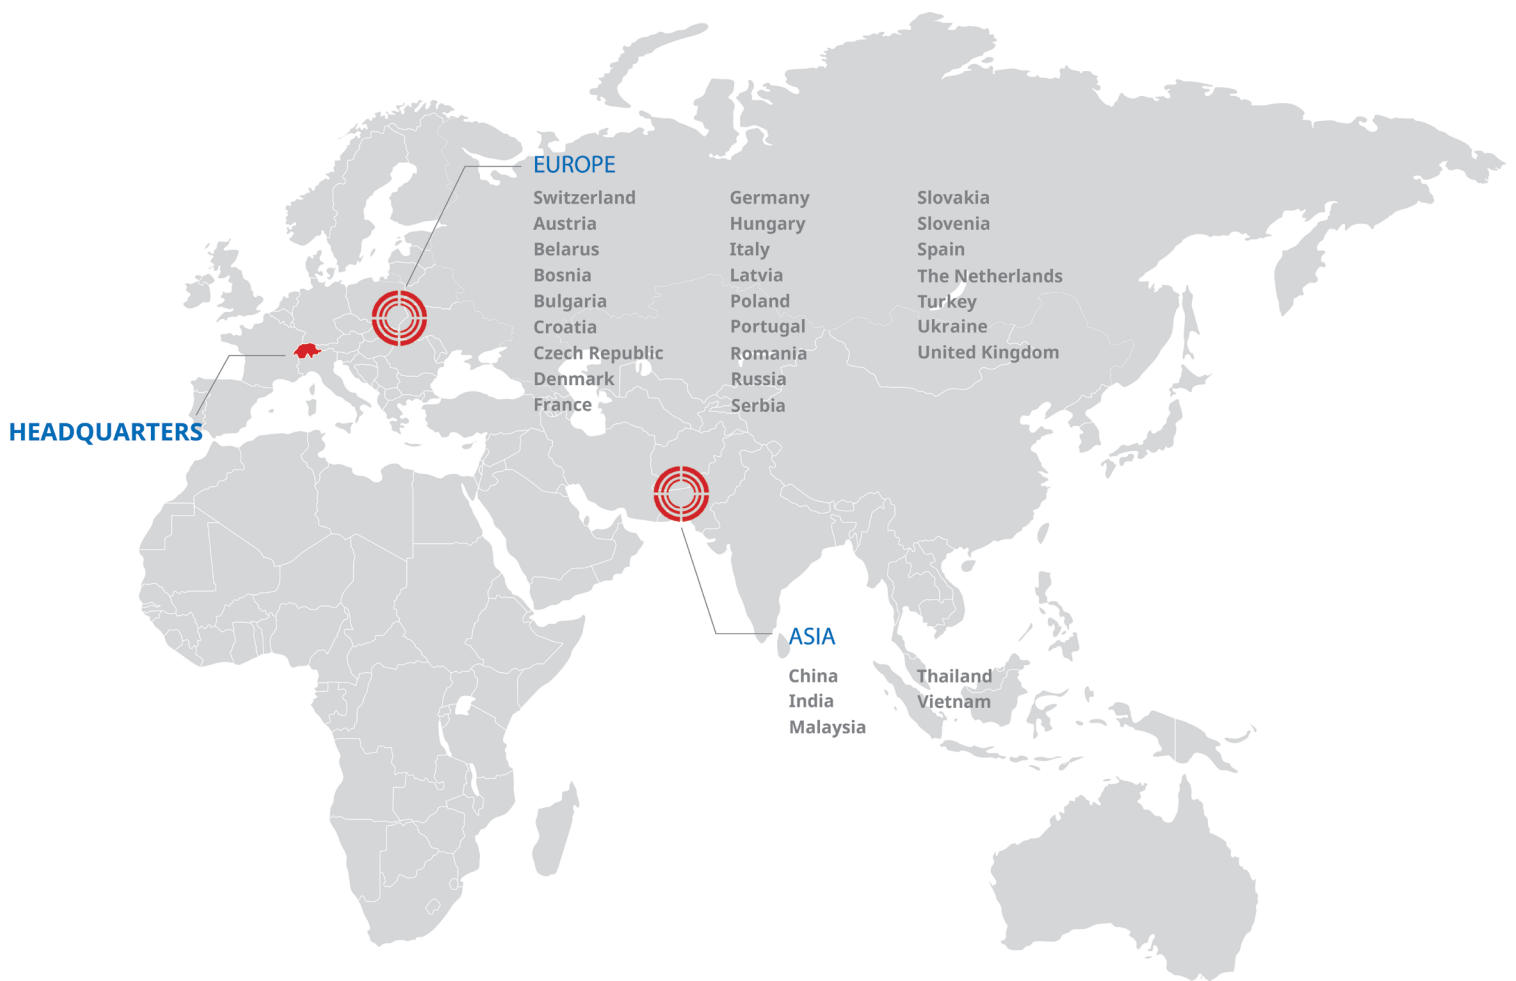 EUROPE
Switzerland
Austria
Belarus
Bosnia
Bulgaria
Croatia
Czech Republic
Denmark
France
Germany
Hungary
Italy
Latvia
Poland
Portugal
Romania
Russia
Serbia
Slovakia
Slovenia
Spain
The Netherlands
Turkey
Ukraine
United Kingdom
HEADQUARTERS
ASIA
China
India
Malaysia
Thailand
Vietnam